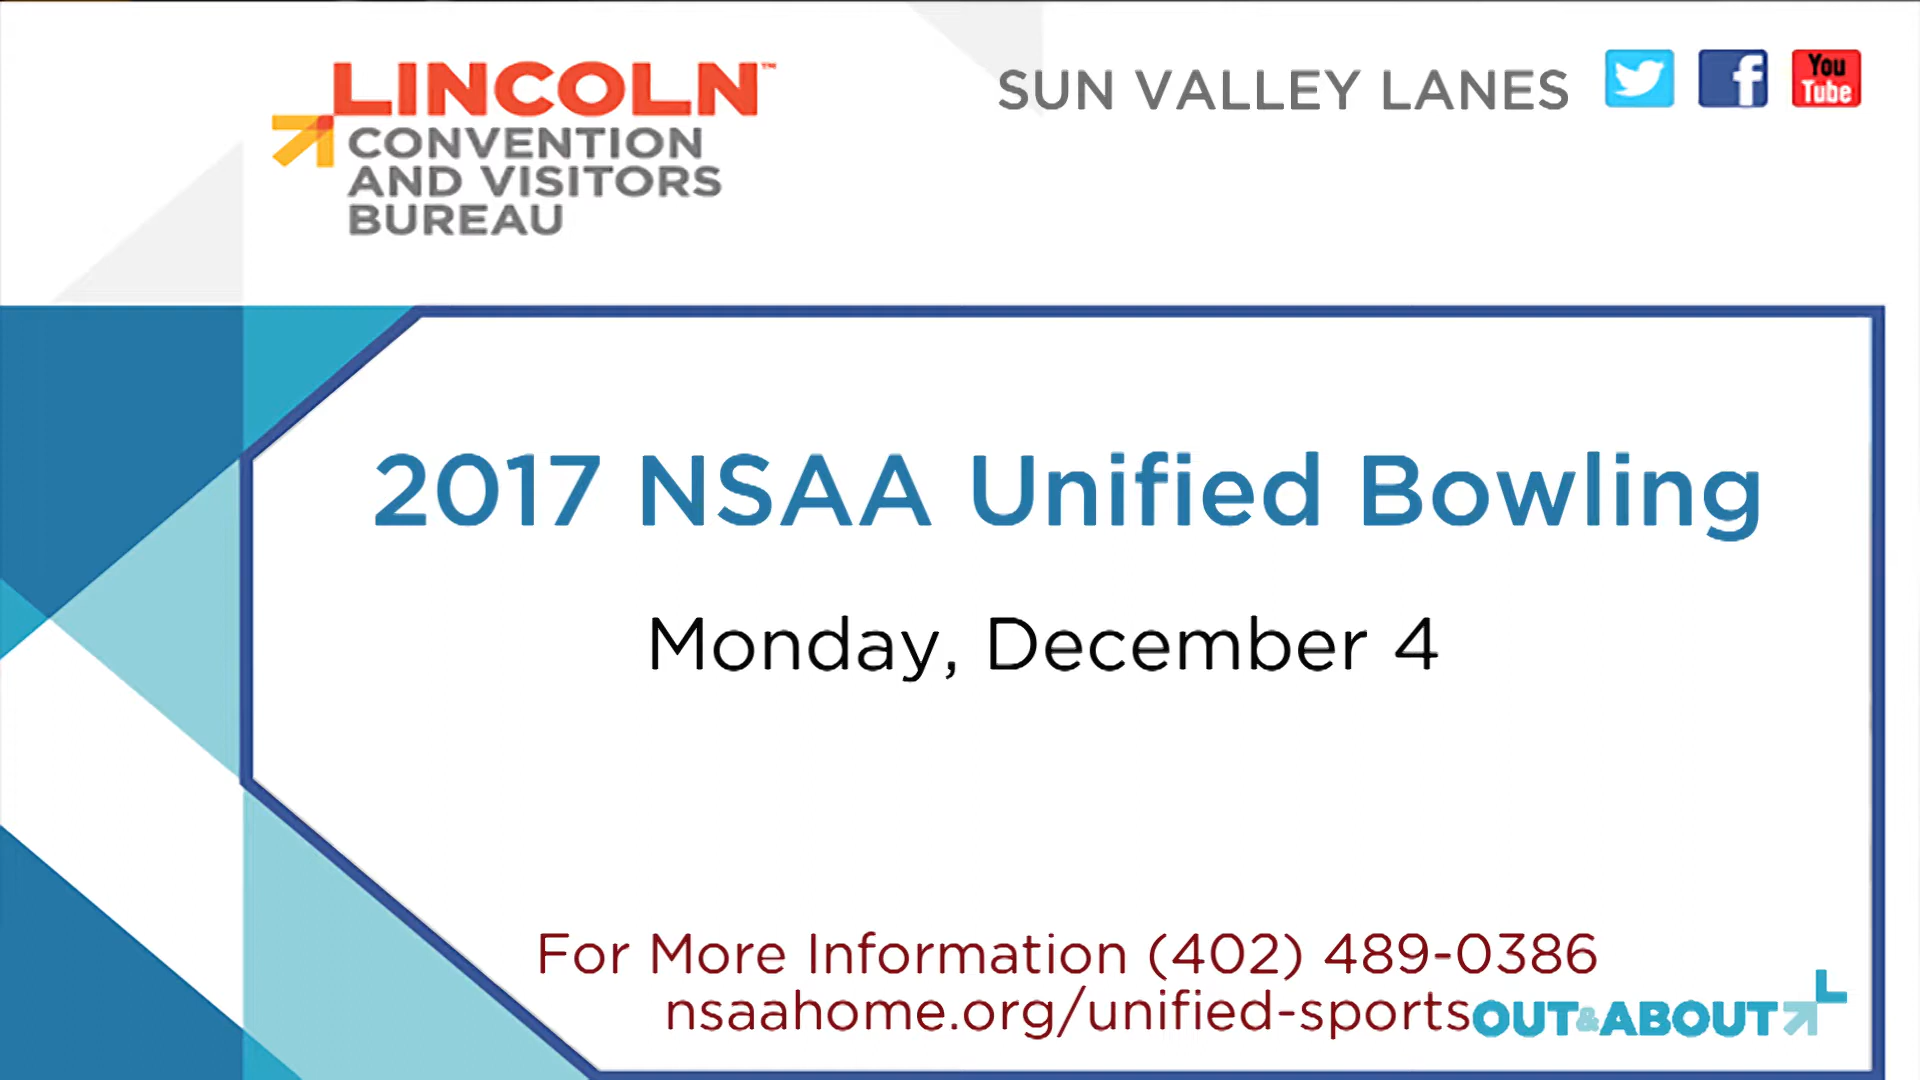 LINCOLN™
CONVENTION
AND VISITORS
BUREAU
SUN VALLEY LANES
You
Tube
2017 NSAA Unified Bowling
Monday, December 4
For More Information (402) 489-0386
nsaahome.org/unified-sports
OUT&ABOUT L